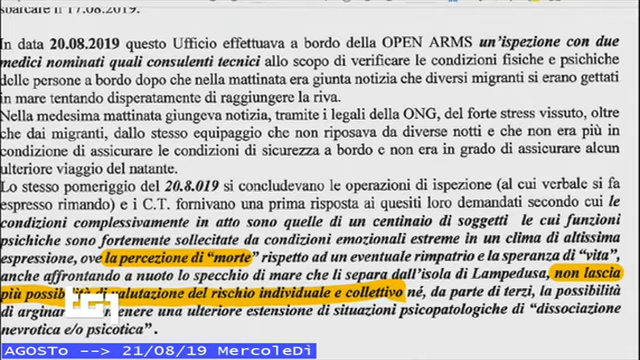 sbarcare il 17.08.2019.
In data 20.08.2019 questo Ufficio effettuava a bordo della OPEN ARMS un'ispezione con due
medici nominati quali consulenti tecnici allo scopo di verificare le condizioni fisiche e psichiche
delle persone a bordo dopo che nella mattinata era giunta notizia che diversi migranti si erano gettati
in mare tentando disperatamente di raggiungere la riva.
Nella medesima mattinata giungeva notizia, tramite i legali della ONG, del forte stress vissuto, oltre
che dai migranti, dallo stesso equipaggio che non riposava da diverse notti e che non era più in
condizione di assicurare le condizioni di sicurezza a bordo e non era in grado di assicurare alcun
ulteriore viaggio del natante.
Lo stesso pomeriggio del 20.8.019 si concludevano le operazioni di ispezione (al cui verbale si fa
espresso rimando) e i C.T. fornivano una prima risposta ai quesiti loro demandati secondo cui le
condizioni complessivamente in atto sono quelle di un centinaio di soggetti le cui funzioni
psichiche sono fortemente sollecitate da condizioni emozionali estreme in un clima di altissima
espressione, ove la percezione di "morte" rispetto ad un eventuale rimpatrio e la speranza di "vita",
anche affrontando a nuoto lo specchio di mare che li separa dall'isola di Lampedusa, non lascia
più possibilità di valutazione del rischio individuale e collettivo né, da parte di terzi, la possibilità
di arginare nere una ulteriore estensione di situazioni psicopatologiche di "dissociazione
nevrotica e/o psicotica".
TG1
AGOSTo --> 21/08/19 MercoleDì